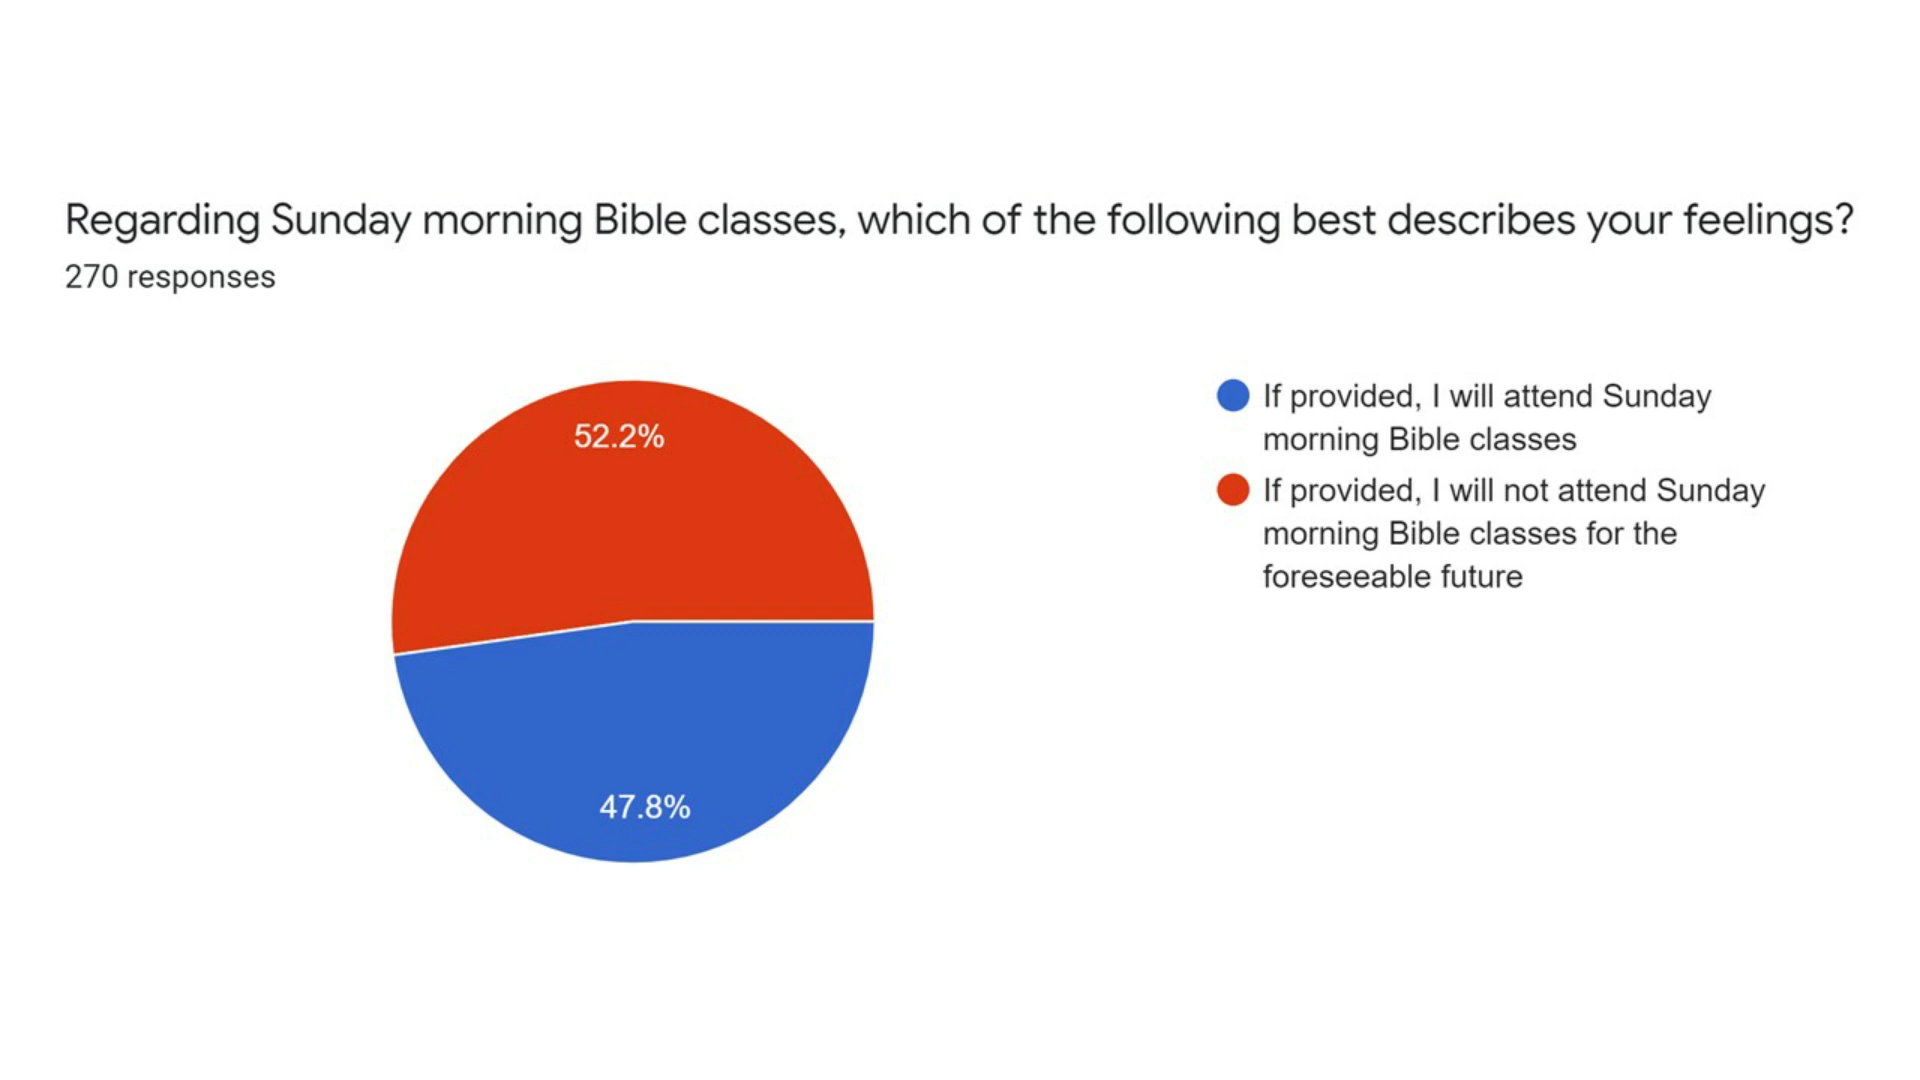 Regarding Sunday morning Bible classes, which of the following best describes your feelings?
270 responses
52.2%
47.8%
If provided, I will attend Sunday
morning Bible classes
If provided, I will not attend Sunday
morning Bible classes for the
foreseeable future